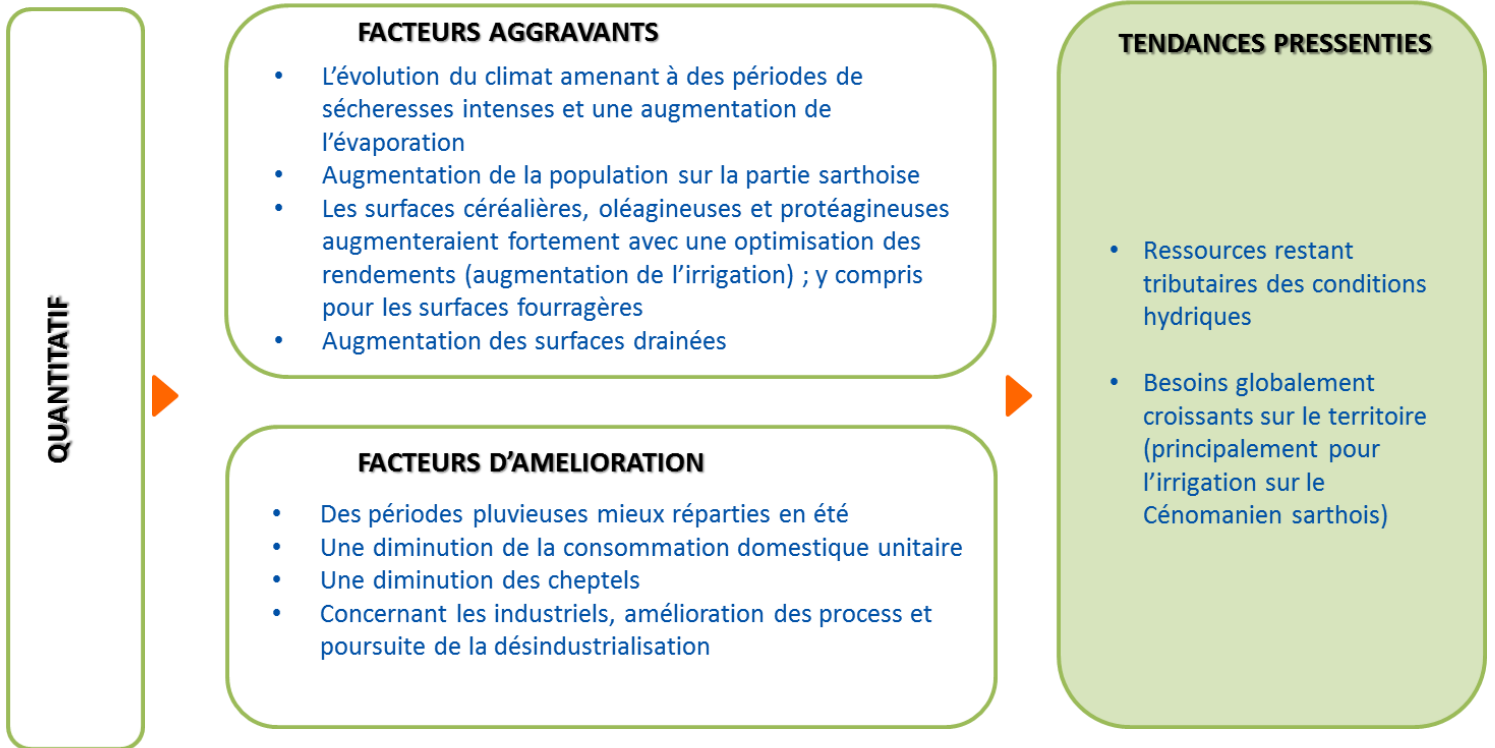 QUANTITATIF
FACTEURS AGGRAVANTS
• L'évolution du climat amenant à des périodes de
sécheresses intenses et une augmentation de
l'évaporation
• Augmentation de la population sur la partie sarthoise
• Les surfaces céréalières, oléagineuses et protéagineuses
augmenteraient fortement avec une optimisation des
rendements (augmentation de l'irrigation) ; y compris
pour les surfaces fourragères
• Augmentation des surfaces drainées
FACTEURS D'AMELIORATION
• Des périodes pluvieuses mieux réparties en été
• Une diminution de la consommation domestique unitaire
• Une diminution des cheptels
• Concernant les industriels, amélioration des process et
poursuite de la désindustrialisation
TENDANCES PRESSENTIES
• Ressources restant
tributaires des conditions
hydriques
• Besoins globalement
croissants sur le territoire
(principalement pour
l'irrigation sur le
Cénomanien sarthois)